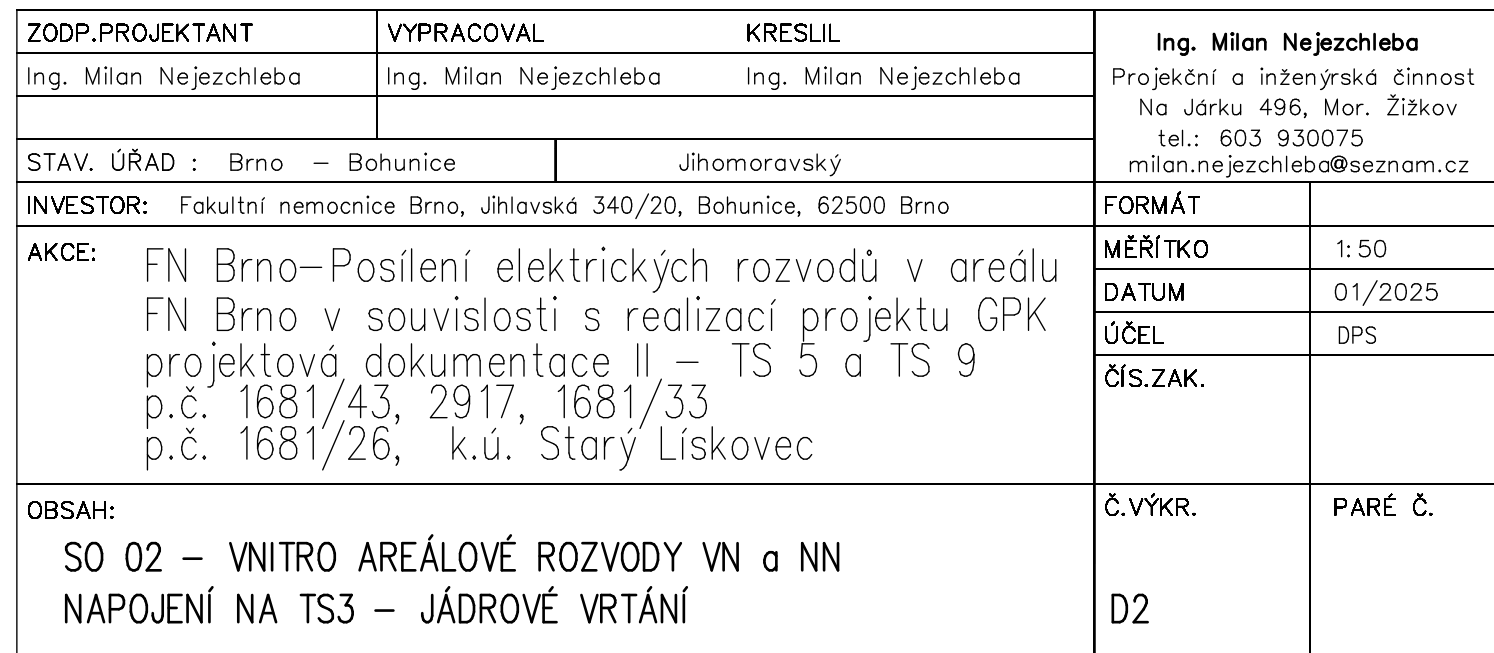 ZODP.PROJEKTANT VYPRACOVAL KRESLIL
Ing. Milan Nejezchleba Ing. Milan Nejezchleba Ing. Milan Nejezchleba
STAV. ÚŘAD : Brno – Bohunice Jihomoravský
INVESTOR: Fakultní nemocnice Brno, Jihlavská 340/20, Bohunice, 62500 Brno
AKCE: FN Brno–Posílení elektrických rozvodů v areálu
FN Brno v souvislosti s realizací projektu GPK
projektová dokumentace II – TS 5 a TS 9
p.č. 1681/43, 2917, 1681/33
p.č. 1681/26, k.ú. Starý Lískovec
OBSAH:
SO 02 – VNITRO AREÁLOVÉ ROZVODY VN a NN
NAPOJENÍ NA TS3 – JÁDROVÉ VRTÁNÍ
Ing. Milan Nejezchleba
Projekční a inženýrská činnost
Na Járku 496, Mor. Žižkov
tel.: 603 930075
milan.nejezchleba@seznam.cz
FORMÁT
MĚŘÍTKO 1:50
DATUM 01/2025
ÚČEL DPS
ČÍS.ZAK.
Č.VÝKR. PARÉ Č.
D2